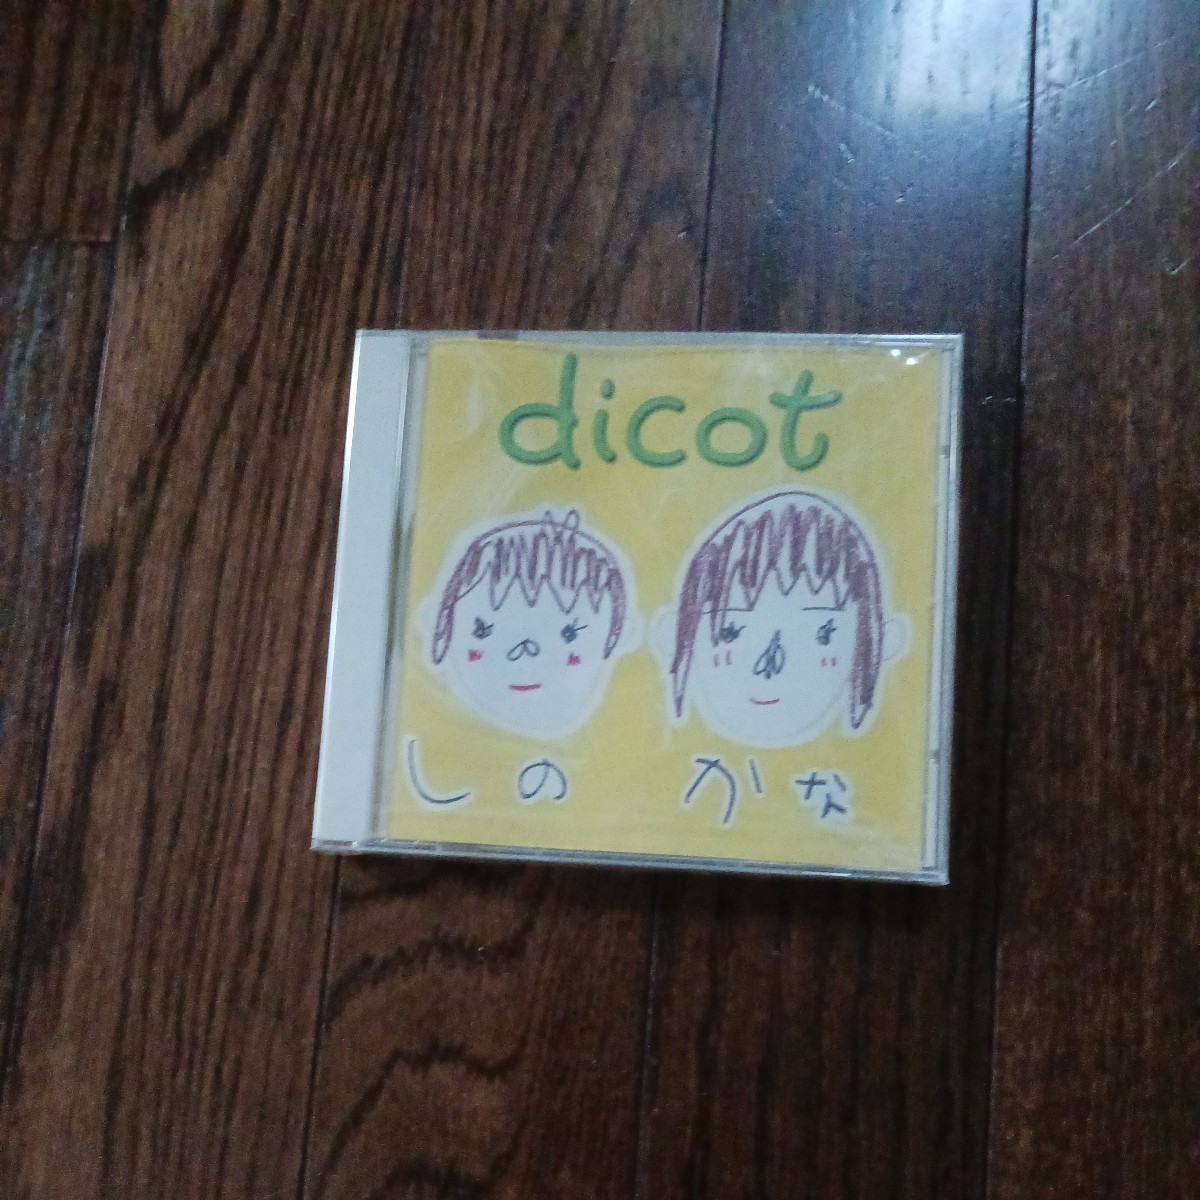 dicot
しの かな